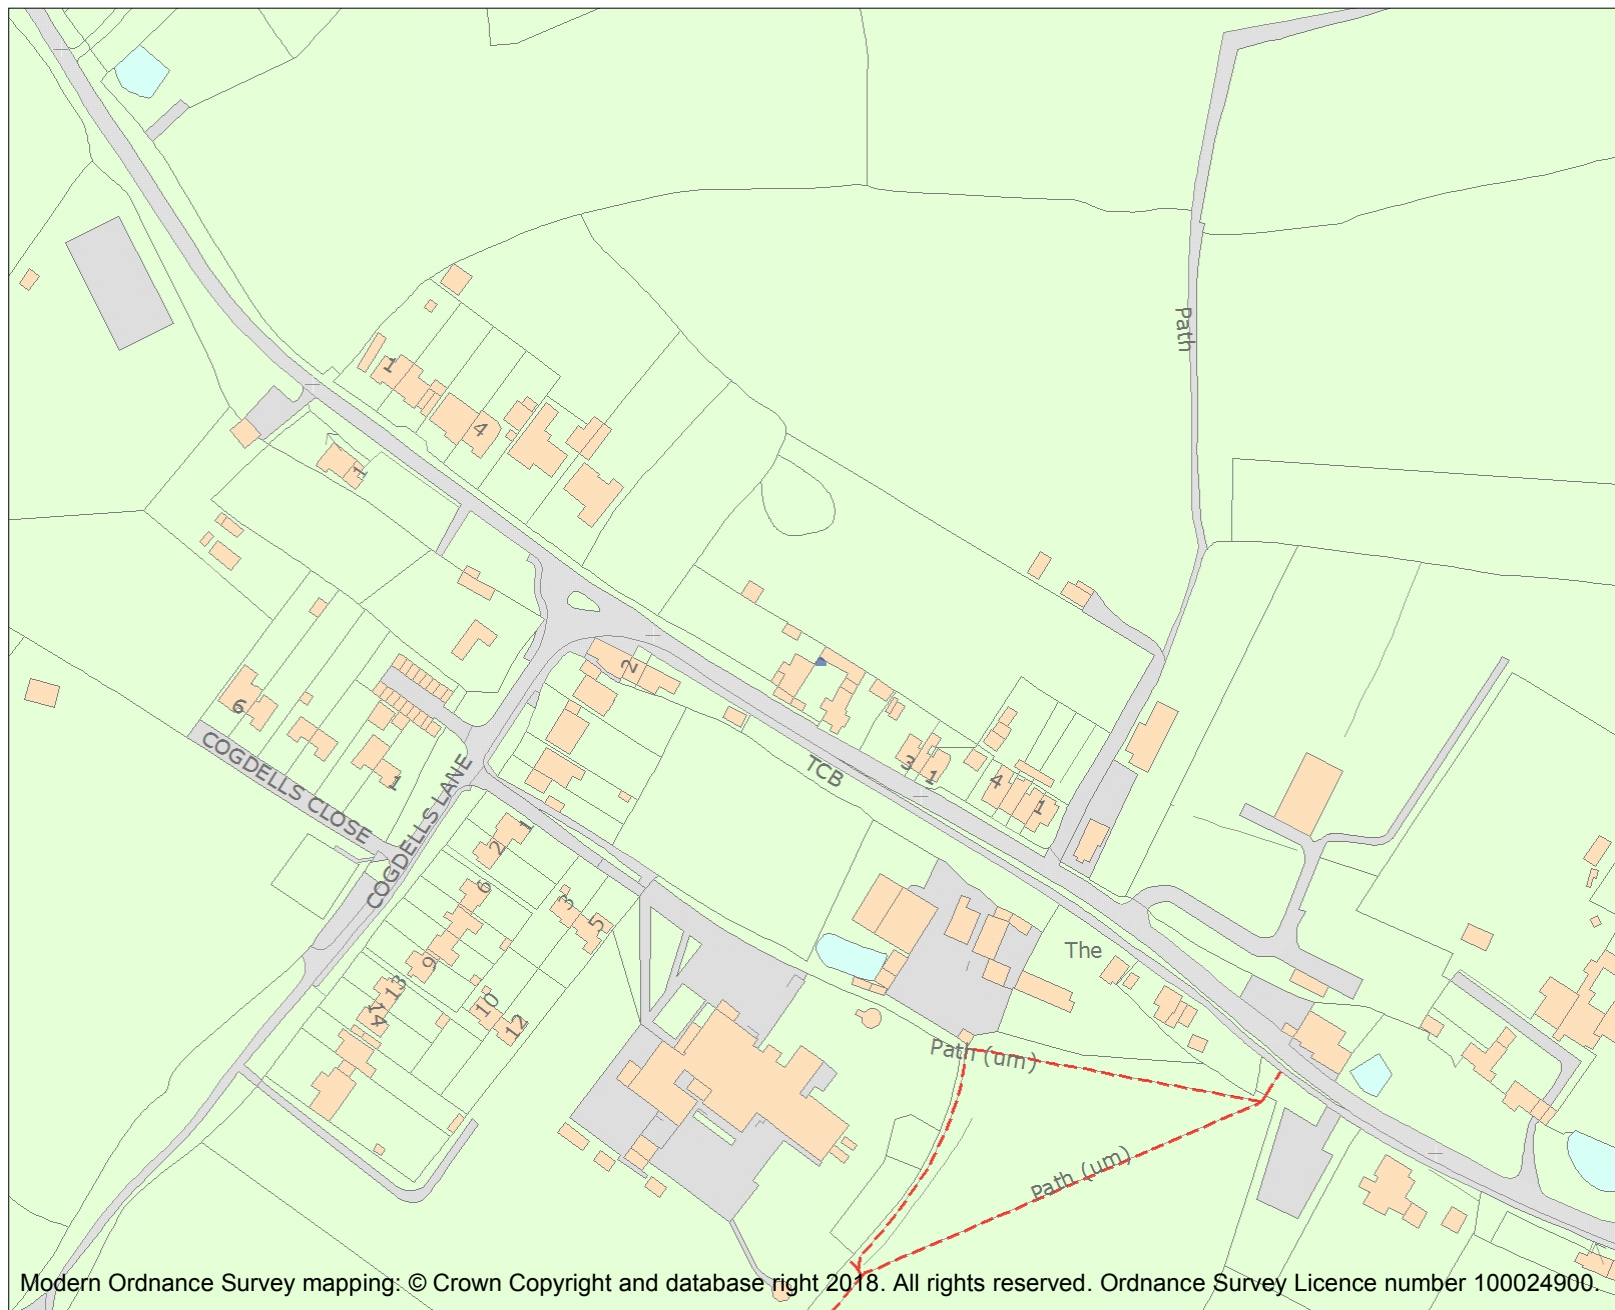 Path
1
4
1
2
6
COGDELLS CLOSE
1
COGDELLS LANE
TCB
3
1
4
1
1
2
6
3
5
9
13
14
10
12
The
Path (um)
Path (um)
Modern Ordnance Survey mapping: © Crown Copyright and database right 2018. All rights reserved. Ordnance Survey Licence number 100024900.